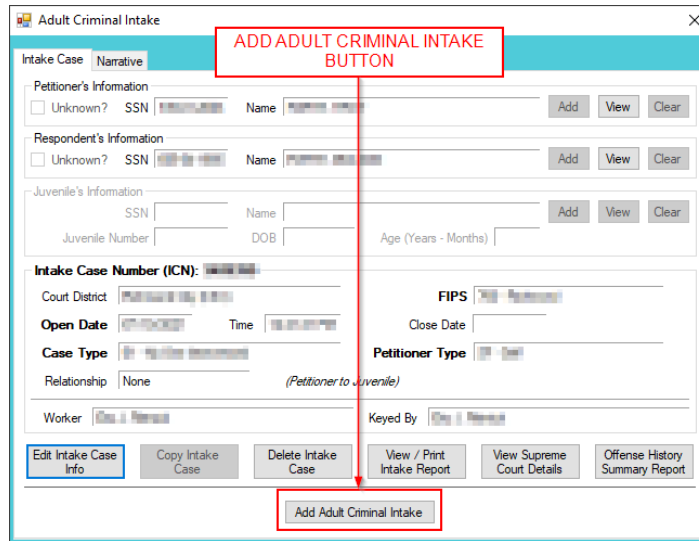 Adult Criminal Intake
ADD ADULT CRIMINAL INTAKE
BUTTON
Intake Case Narrative
Petitioner's Information
Unknown? SSN Name Add View Clear
Respondent's Information
Unknown? SSN Name Add View Clear
Juvenile's Information
SSN Name Add View Clear
Juvenile Number DOB Age (Years - Months)
Intake Case Number (ICN):
Court District FIPS
Open Date Time Close Date
Case Type Petitioner Type
Relationship None (Petitioner to Juvenile)
Worker Keyed By
Edit Intake Case Info
Copy Intake Case
Delete Intake Case
View / Print Intake Report
View Supreme Court Details
Offense History Summary Report
Add Adult Criminal Intake